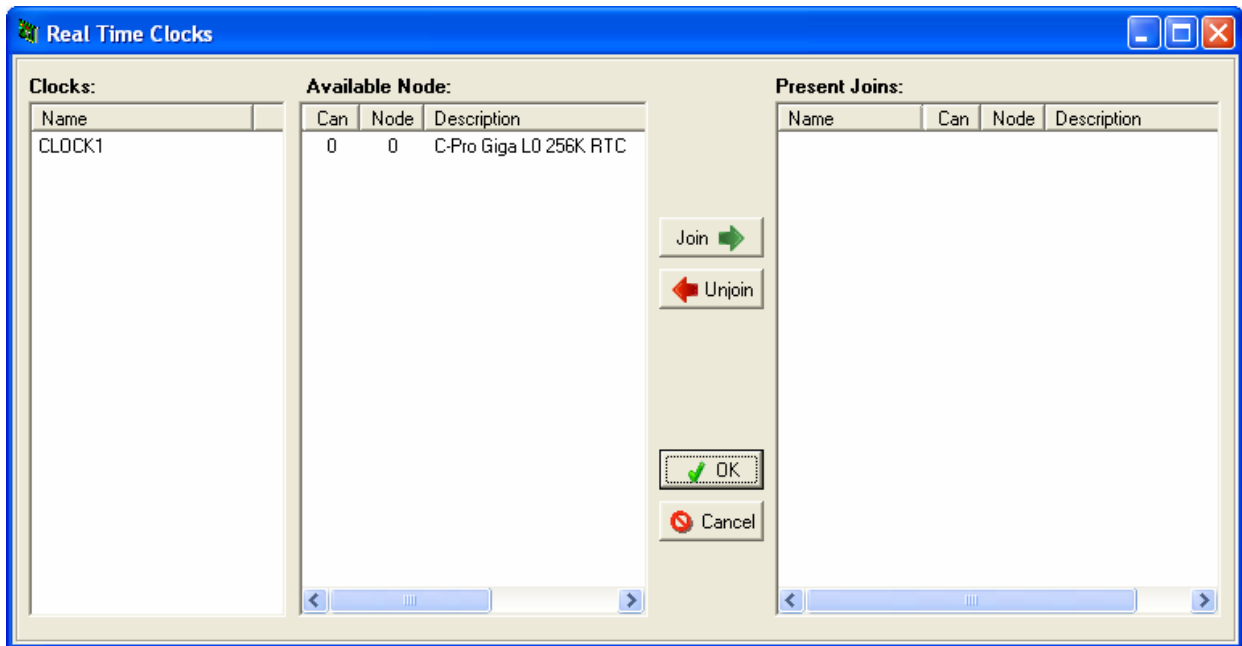 Real Time Clocks
Clocks: Available Node: Present Joins:
Name Can Node Description Name Can Node Description
CLOCK1 0 0 C-Pro Giga L0 256K RTC
Join
Unjoin
OK
Cancel